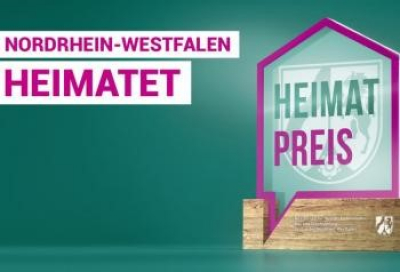 NORDRHEIN-WESTFALEN
HEIMATET
HEIMAT
PREIS